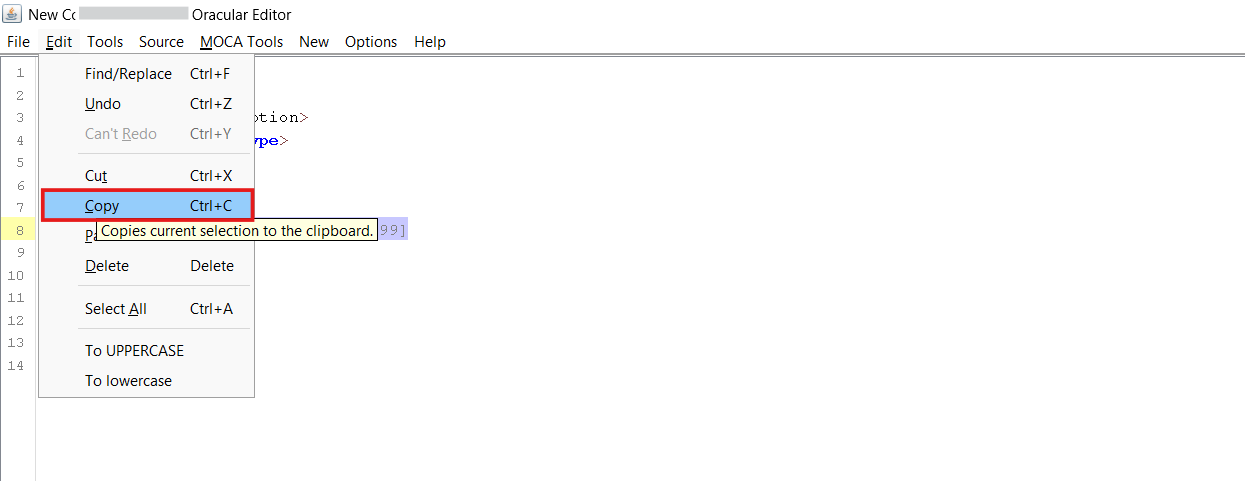 New Co Oracular Editor
File Edit Tools Source MOCA Tools New Options Help
1
2
3 ption>
4 ype>
5
6
7
8 99]
9
10
11
12
13
14
Find/Replace Ctrl+F
Undo Ctrl+Z
Can't Redo Ctrl+Y
Cut Ctrl+X
Copy Ctrl+C
Copies current selection to the clipboard.
Delete Delete
Select All Ctrl+A
To UPPERCASE
To lowercase